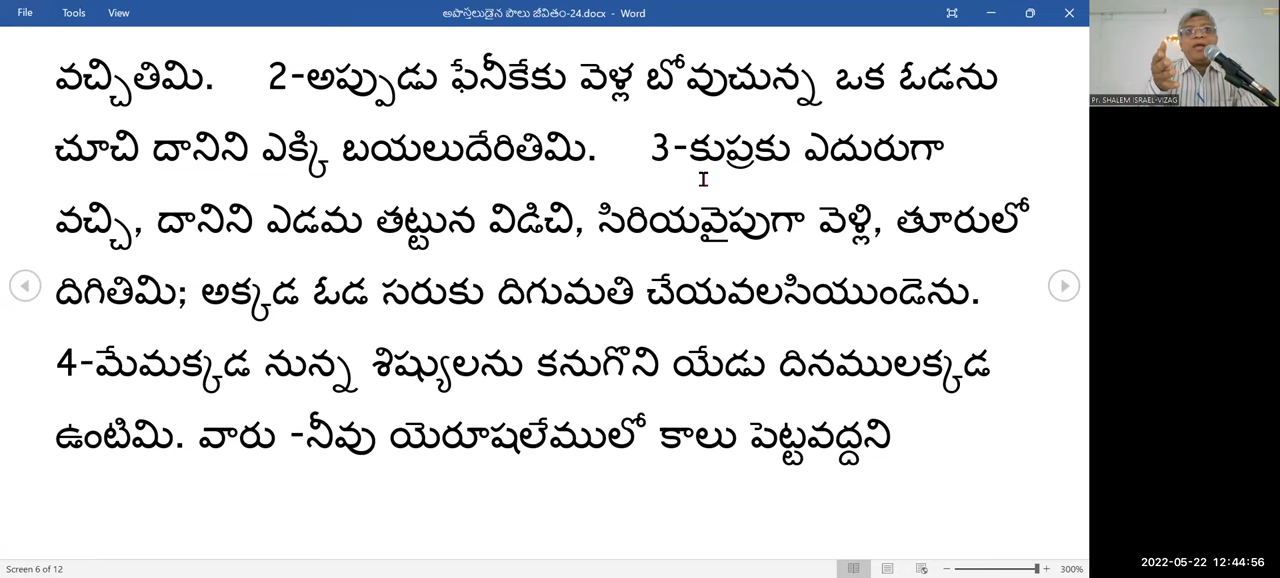 File Tools View అపొస్తలుడైన పౌలు జీవితం-24.docx - Word
వచ్చితిమి. 2-అప్పుడు ఫేనీకేకు వెళ్ల బోవుచున్న ఒక ఓడను
చూచి దానిని ఎక్కి బయలుదేరితిమి. 3-కుప్రకు ఎదురుగా
వచ్చి, దానిని ఎడమ తట్టున విడిచి, సిరియవైపుగా వెళ్లి, తూరులో
దిగితిమి; అక్కడ ఓడ సరుకు దిగుమతి చేయవలసియుండెను.
4-మేమక్కడ నున్న శిష్యులను కనుగొని యేడు దినములక్కడ
ఉంటిమి. వారు -నీవు యెరూషలేములో కాలు పెట్టవద్దని
Pr. SHALEM ISRAEL-VIZAG
2022-05-22 12:44:56
Screen 6 of 12 300%